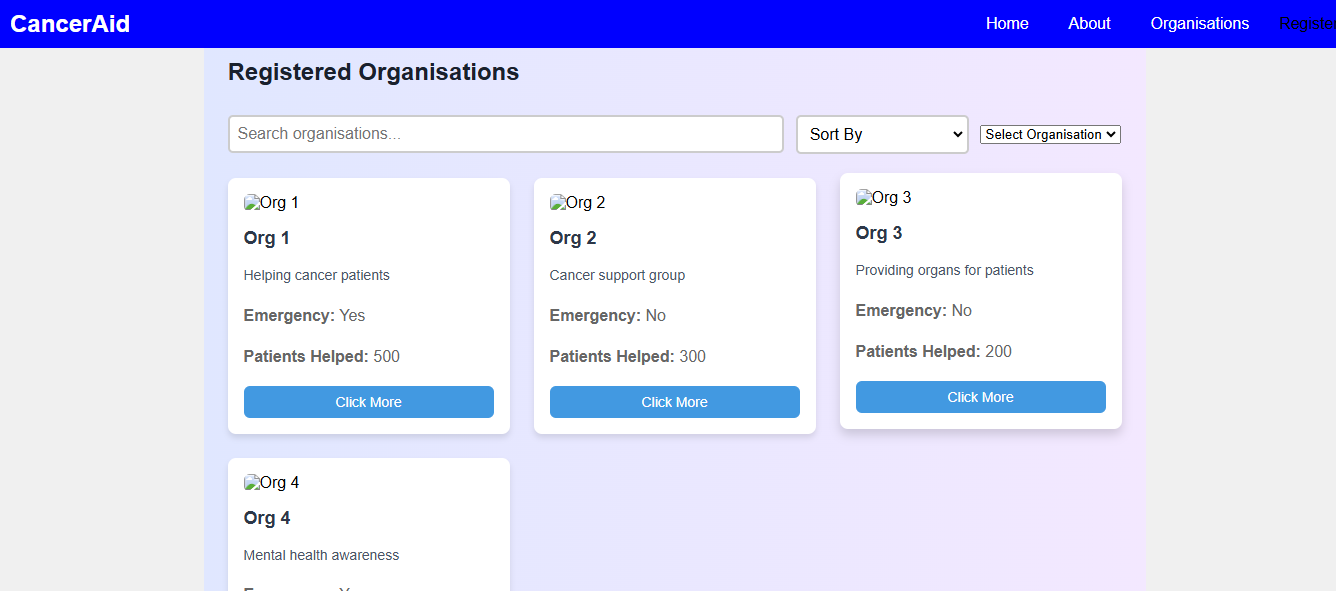 CancerAid
Home About Organisations Register
Registered Organisations
Search organisations...
Sort By
Select Organisation
Org 1
Org 1
Helping cancer patients
Emergency: Yes
Patients Helped: 500
Click More
Org 2
Org 2
Cancer support group
Emergency: No
Patients Helped: 300
Click More
Org 3
Org 3
Providing organs for patients
Emergency: No
Patients Helped: 200
Click More
Org 4
Org 4
Mental health awareness